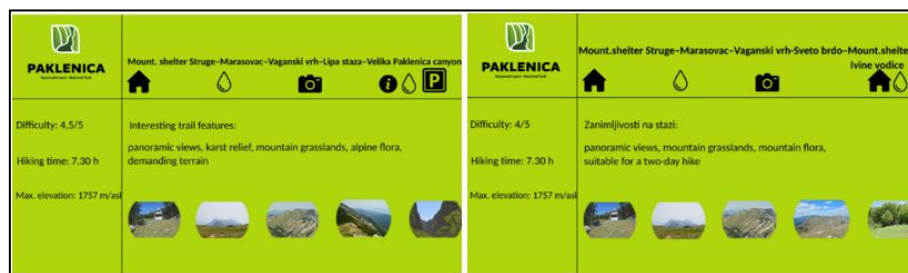 PAKLENICA
Mount. shelter Struge–Marasovac–Vaganski vrh–Lipa staza–Velika Paklenica canyon
P
Difficulty: 4,5/5
Hiking time: 7.30 h
Max. elevation: 1757 m/asl
Interesting trail features:
panoramic views, karst relief, mountain grasslands, alpine flora,
demanding terrain
PAKLENICA
Mount.shelter Struge–Marasovac–Vaganski vrh-Sveto brdo–Mount.shelte
Ivine vodice
Difficulty: 4/5
Hiking time: 7.30 h
Max. elevation: 1757 m/asl
Zanimljivosti na stazi:
panoramic views, mountain grasslands, mountain flora,
suitable for a two-day hike